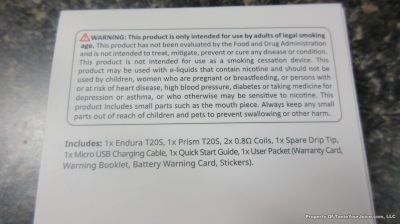 WARNING: This product is only intended for use by adults of legal smoking
age. This product has not been evaluated by the Food and Drug Administration
and is not intended to treat, mitigate, prevent or cure any disease or condition.
This product is not intended for use as a smoking cessation device. This
product may be used with e-liquids that contain nicotine and should not be
used by children, women who are pregnant or breastfeeding, or persons with
or at risk of heart disease, high blood pressure, diabetes or taking medicine for
depression or asthma, or who otherwise may be sensitive to nicotine. This
product includes small parts such as the mouth piece. Always keep any small
parts out of reach of children and pets to prevent swallowing or other harm.
Includes: 1x Endura T20S, 1x Prism T20S, 2x 0.8Ω Coils, 1x Spare Drip Tip,
1x Micro USB Charging Cable, 1x Quick Start Guide, 1x User Packet (Warranty Card,
Warning Booklet, Battery Warning Card, Stickers).
PROPERTY OF TasteYourJuice.com, LLC